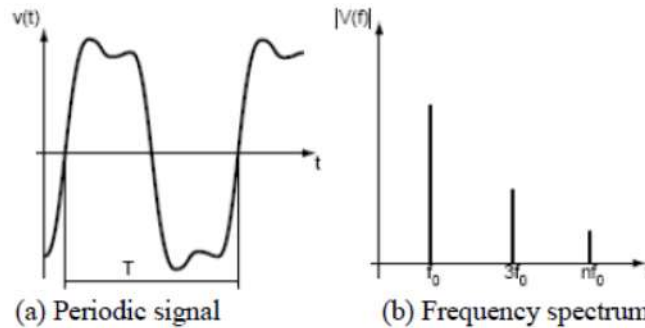 v(t)
|V(f)|
t
T
f₀
3f₀
nf₀
(a) Periodic signal
(b) Frequency spectrum